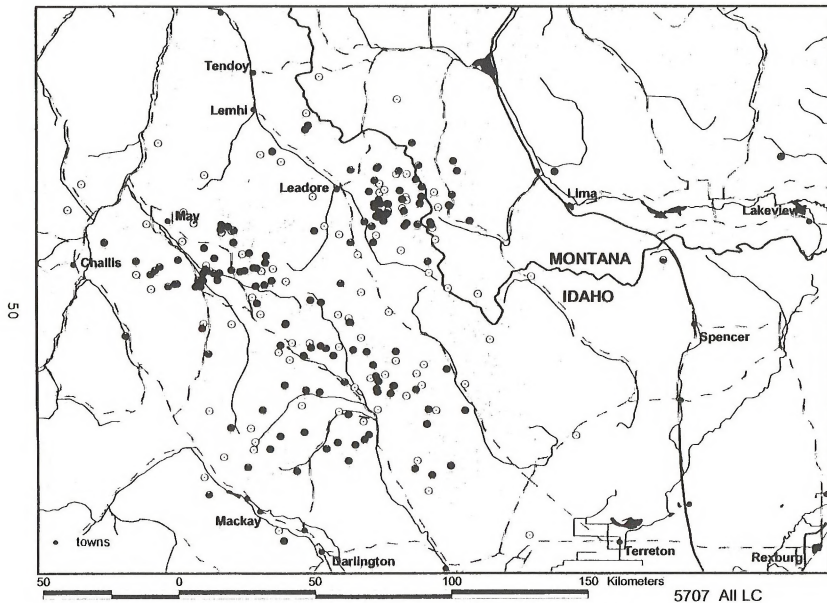 Tendoy
Lemhi
Leadore
May
Lima
Lakeview
Challis
MONTANA
IDAHO
50
Spencer
Mackay
towns
Darlington
Terreton
Rexburg
50 0 50 100 150 Kilometers
5707 All LC